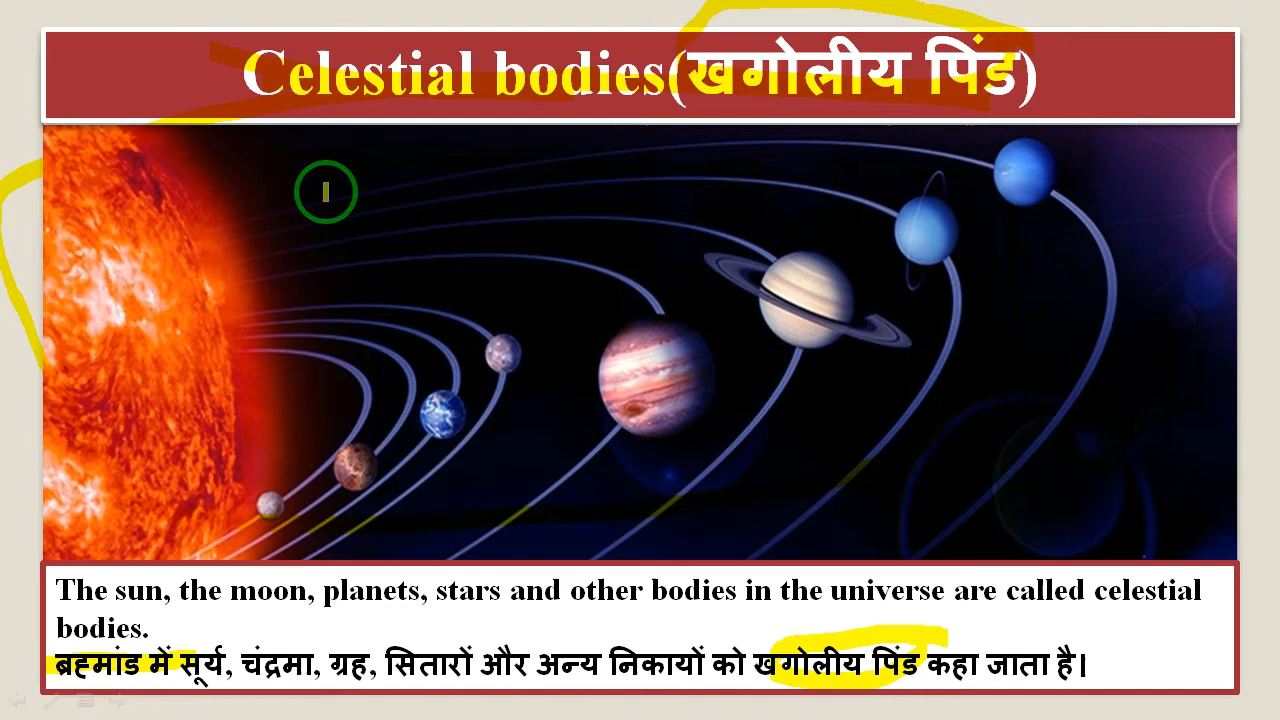 Celestial bodies(खगोलीय पिंड)
The sun, the moon, planets, stars and other bodies in the universe are called celestial
bodies.
ब्रह्मांड में सूर्य, चंद्रमा, ग्रह, सितारों और अन्य निकायों को खगोलीय पिंड कहा जाता है।